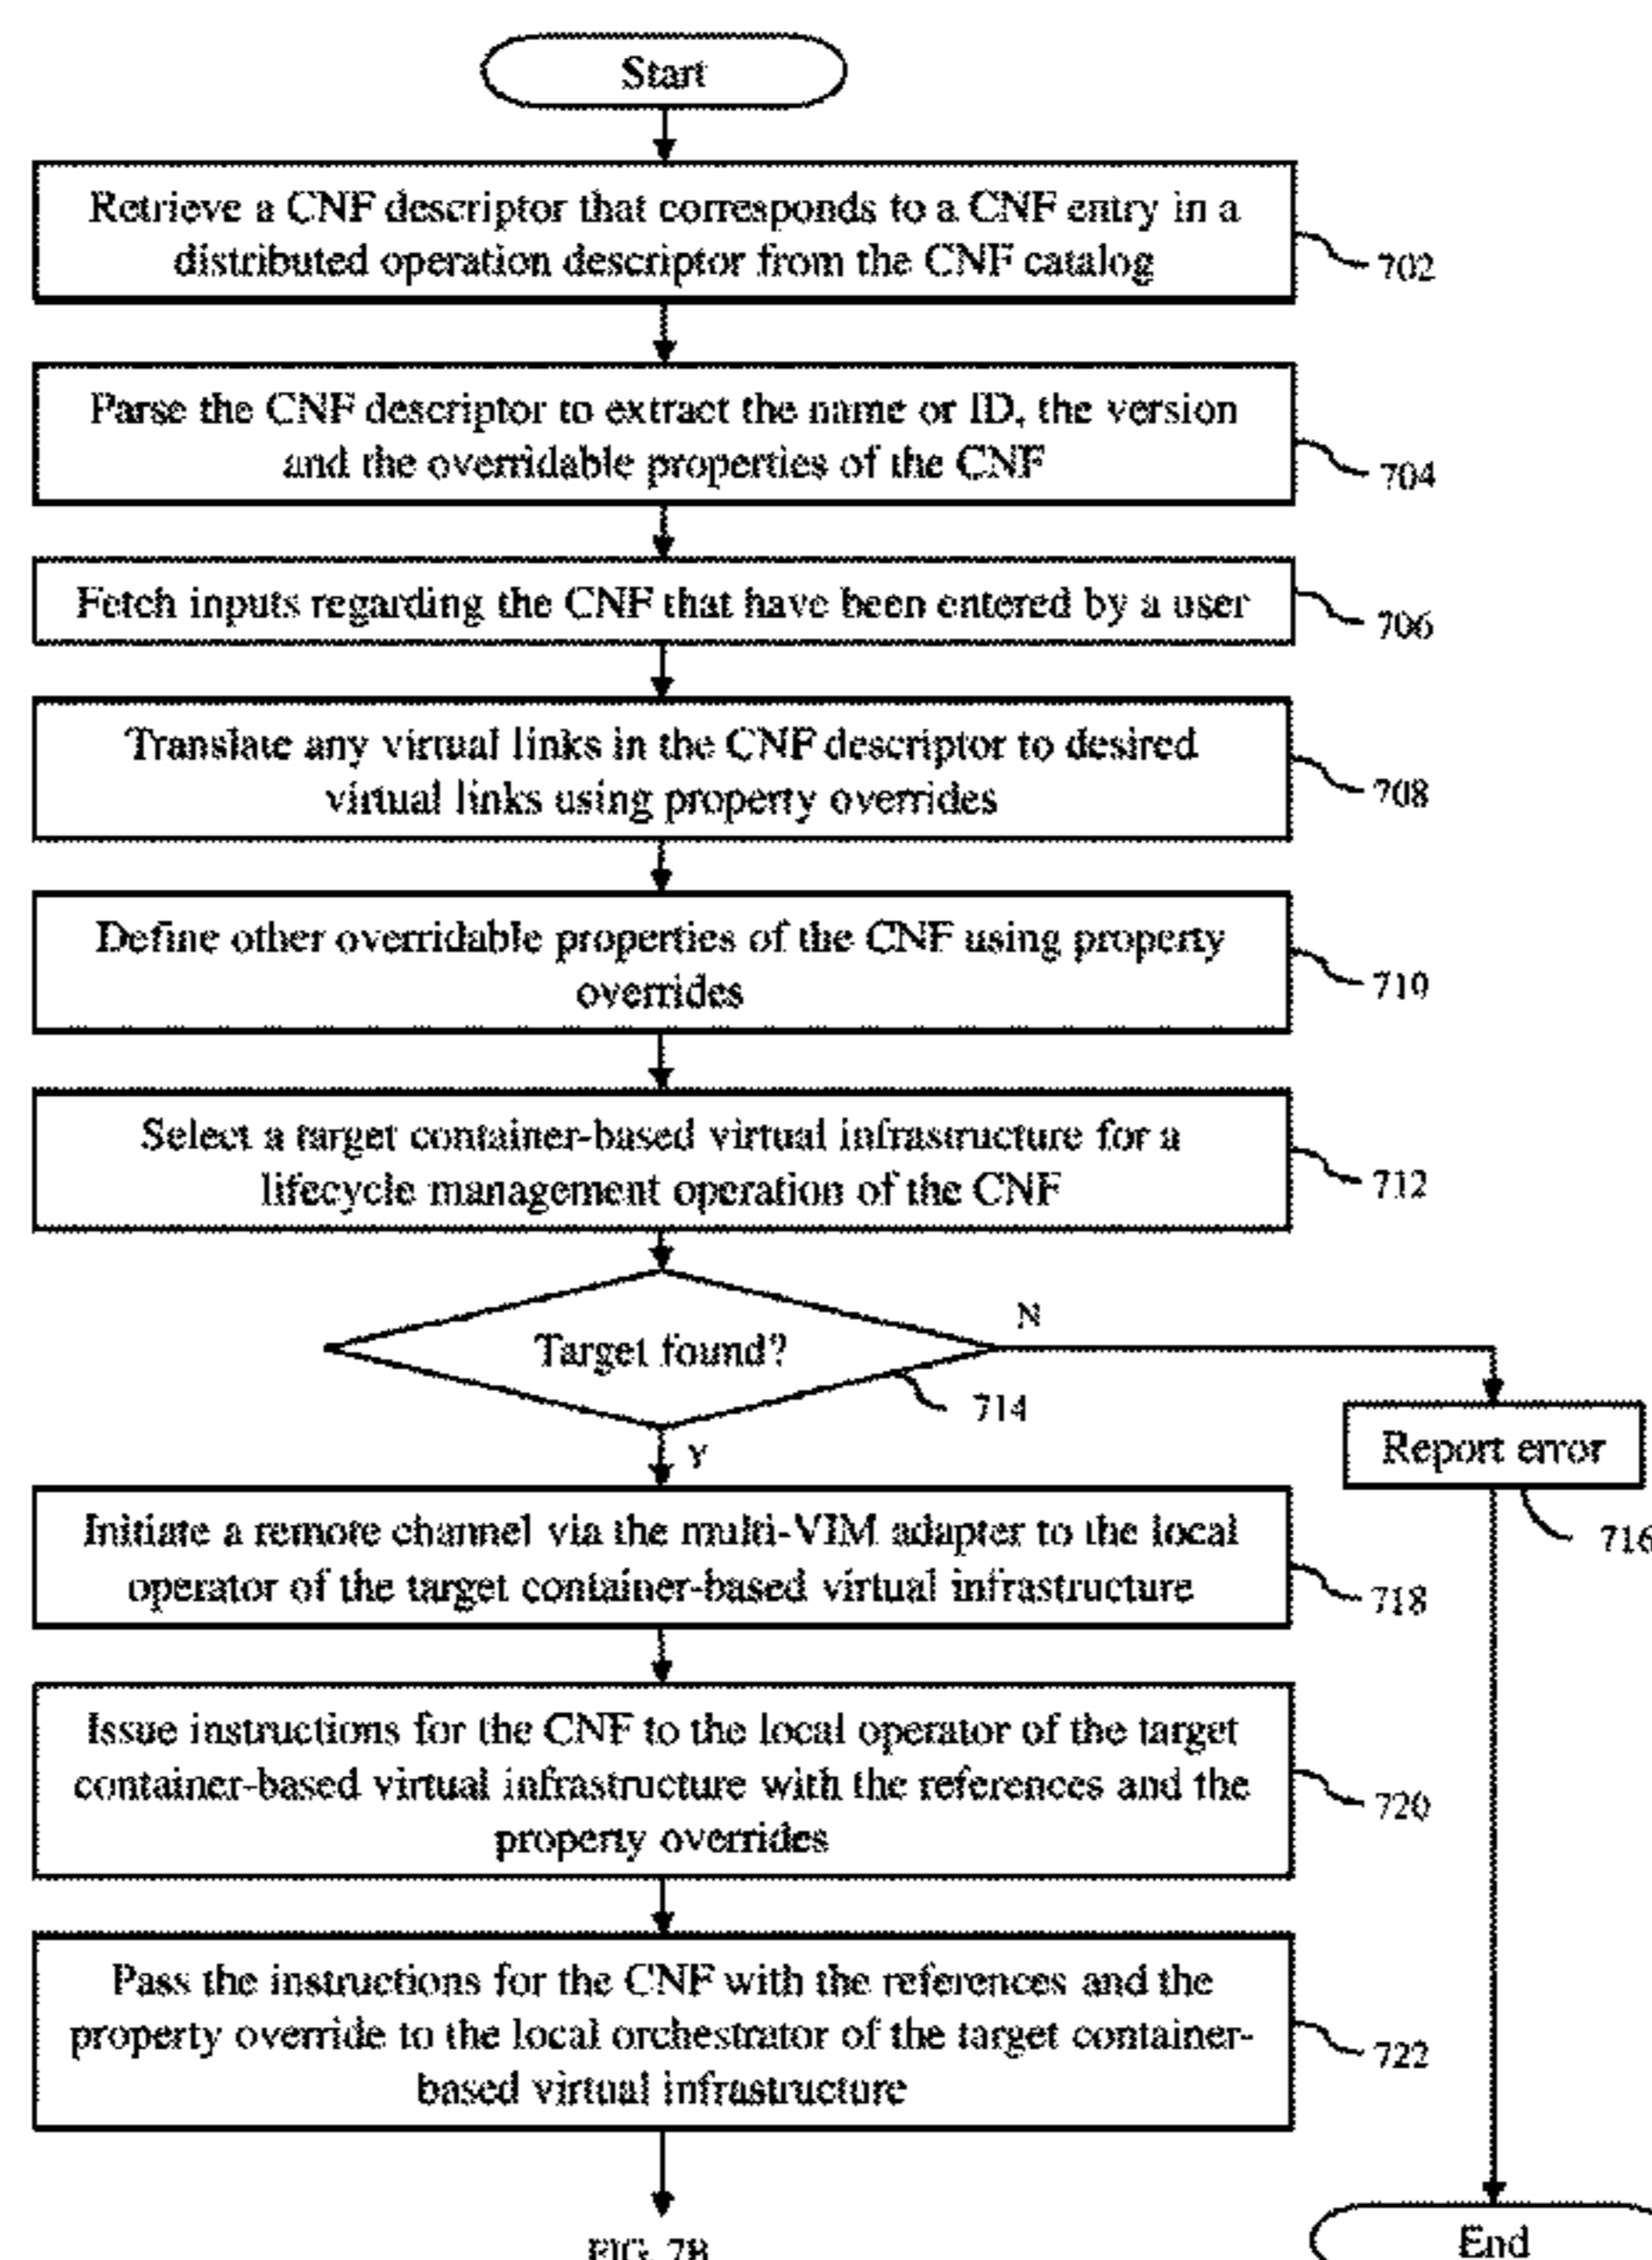 Start
Retrieve a CNF descriptor that corresponds to a CNF entry in a
distributed operation descriptor from the CNF catalog
702
Parse the CNF descriptor to extract the name or ID, the version
and the overridable properties of the CNF
704
Fetch inputs regarding the CNF that have been entered by a user
706
Translate any virtual links in the CNF descriptor to desired
virtual links using property overrides
708
Define other overridable properties of the CNF using property
overrides
710
Select a target container-based virtual infrastructure for a
lifecycle management operation of the CNF
712
Target found?
N
714
Y
Report error
716
Initiate a remote channel via the multi-VIM adapter to the local
operator of the target container-based virtual infrastructure
718
Issue instructions for the CNF to the local operator of the target
container-based virtual infrastructure with the references and the
property overrides
720
Pass the instructions for the CNF with the references and the
property override to the local orchestrator of the target container-
based virtual infrastructure
722
FIG. 7B
End